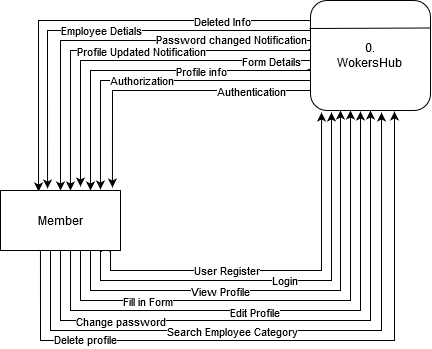 Deleted Info
Employee Detials
Password changed Notification
Profile Updated Notification
Form Details
Profile info
Authorization
Authentication
0.
WokersHub
Member
User Register
Login
View Profile
Fill in Form
Edit Profile
Change password
Search Employee Category
Delete profile